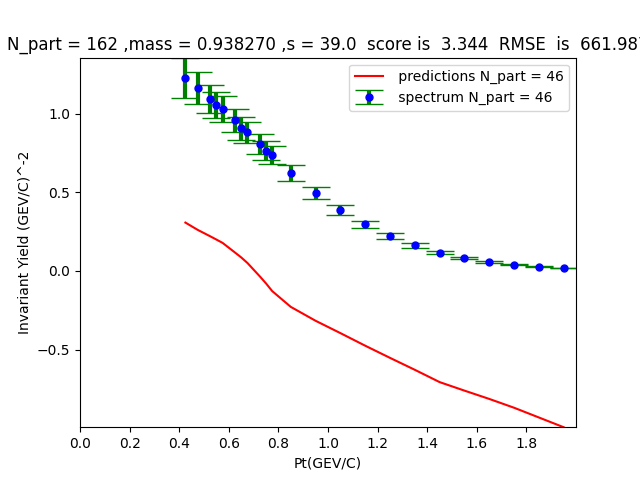 N_part = 162 ,mass = 0.938270 ,s = 39.0 score is 3.344 RMSE is 661.987
predictions N_part = 46
spectrum N_part = 46
1.0
0.5
0.0
−0.5
Invariant Yield (GEV/C)^-2
0.0 0.2 0.4 0.6 0.8 1.0 1.2 1.4 1.6 1.8
Pt(GEV/C)